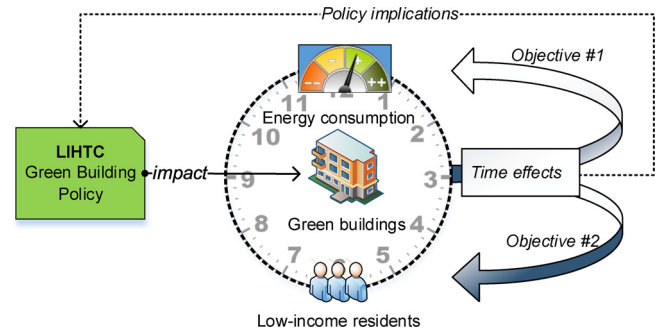 Policy implications
Objective #1
-- - + ++
11 12 1
Energy consumption
10 2
LIHTC
Green Building
Policy
impact
9 3
Time effects
Green buildings
8 4
7 5
Objective #2
Low-income residents